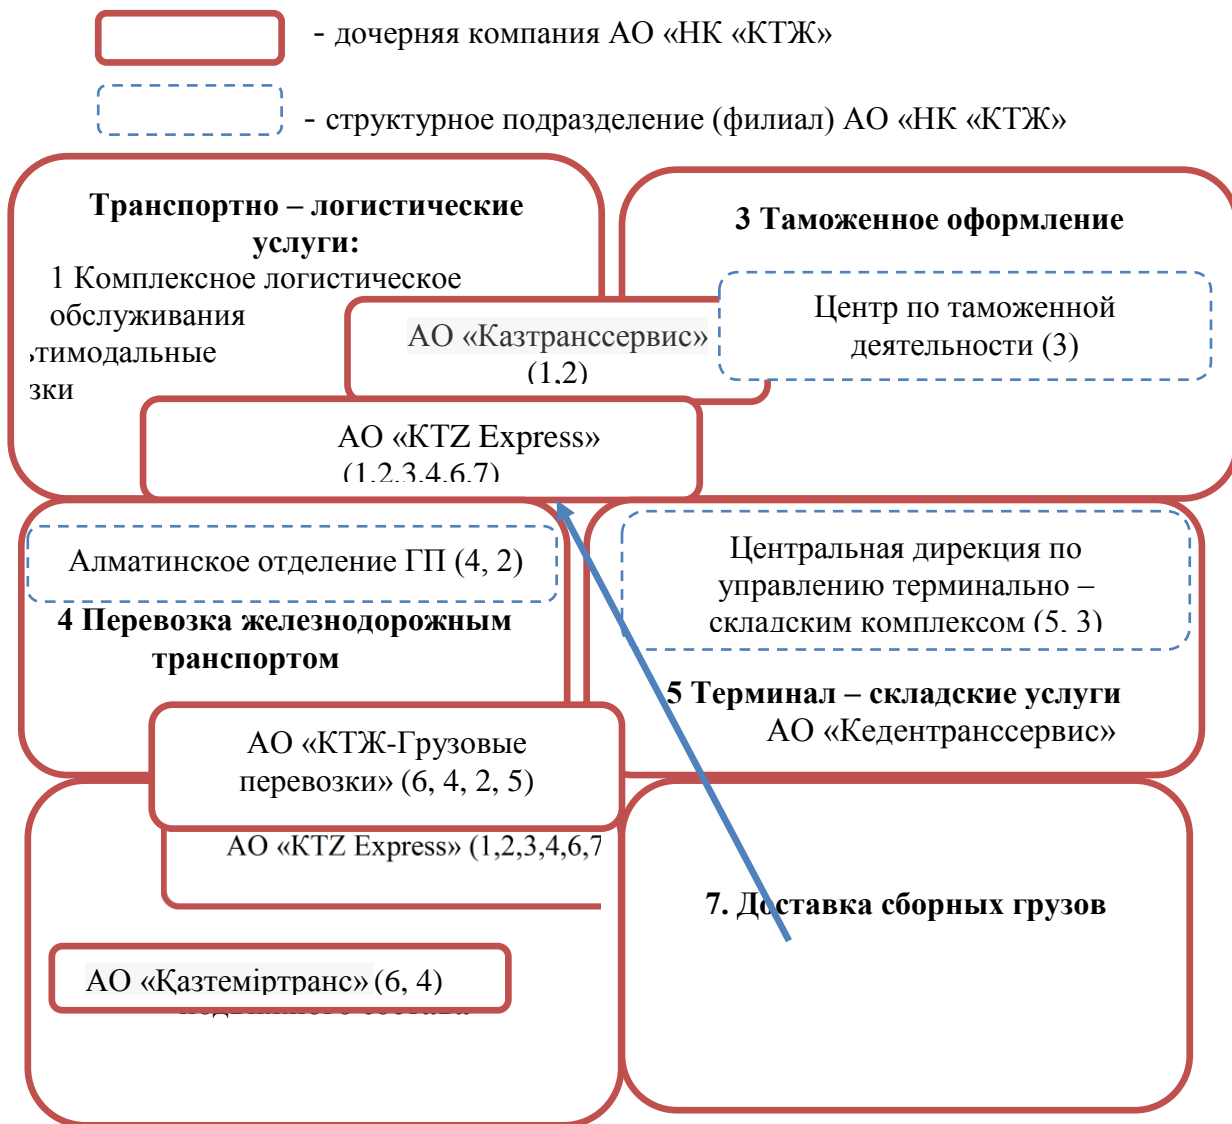 - дочерняя компания АО «НК «КТЖ»
- структурное подразделение (филиал) АО «НК «КТЖ»
Транспортно – логистические
услуги:
1 Комплексное логистическое
обслуживания
тимодальные
зки
АО «Казтранссервис»
(1,2)
АО «KTZ Express»
(1,2,3,4,6,7)
3 Таможенное оформление
Центр по таможенной
деятельности (3)
Алматинское отделение ГП (4, 2)
4 Перевозка железнодорожным
транспортом
Центральная дирекция по
управлению терминально –
складским комплексом (5, 3)
5 Терминал – складские услуги
АО «Кедентранссервис»
АО «КТЖ-Грузовые
перевозки» (6, 4, 2, 5)
АО «KTZ Express» (1,2,3,4,6,7
АО «Қазтеміртранс» (6, 4)
7. Доставка сборных грузов